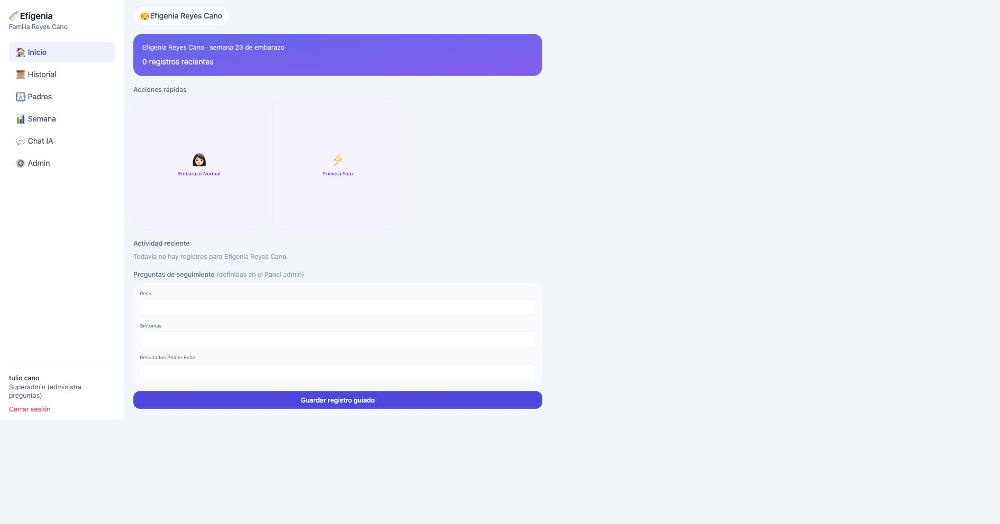 Efigenia
Familia Reyes Cano
Inicio
Historial
Padres
Semana
Chat IA
Admin
tulio cano
Superadmin (administra
preguntas)
Cerrar sesión
Efigenia Reyes Cano
Efigenia Reyes Cano · semana 23 de embarazo
0 registros recientes
Acciones rápidas
Embarazo Normal
Primera Foto
Actividad reciente
Todavía no hay registros para Efigenia Reyes Cano.
Preguntas de seguimiento (definidas en el Panel admin)
Peso
Sintomas
Resultados Primer Echo
Guardar registro guiado